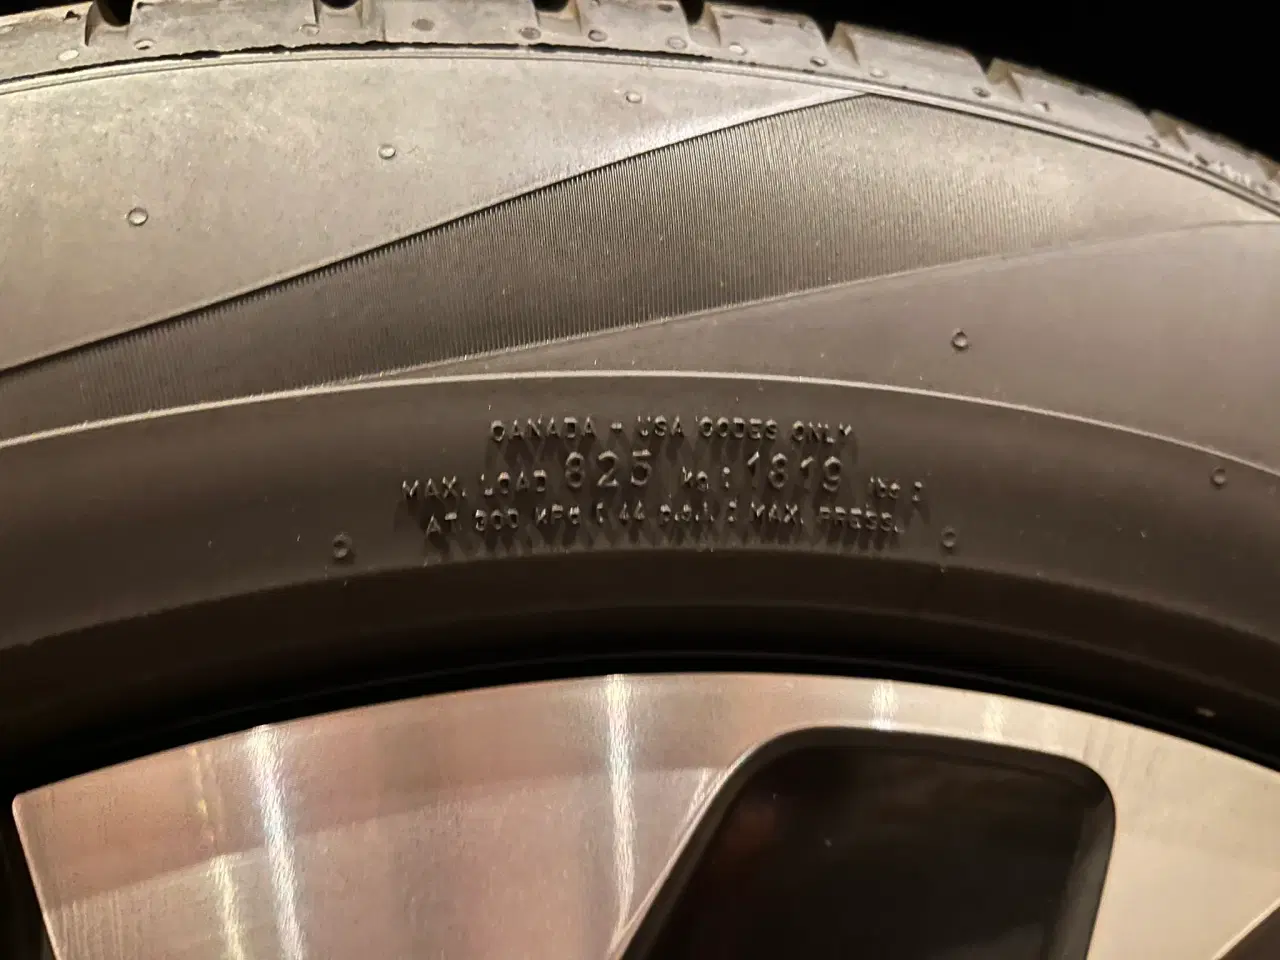 CANADA - USA CODES ONLY
MAX. LOAD 825 kg [ 1819 lbs ]
AT 300 KPa [ 44 p.s.i. ] MAX. PRESS.